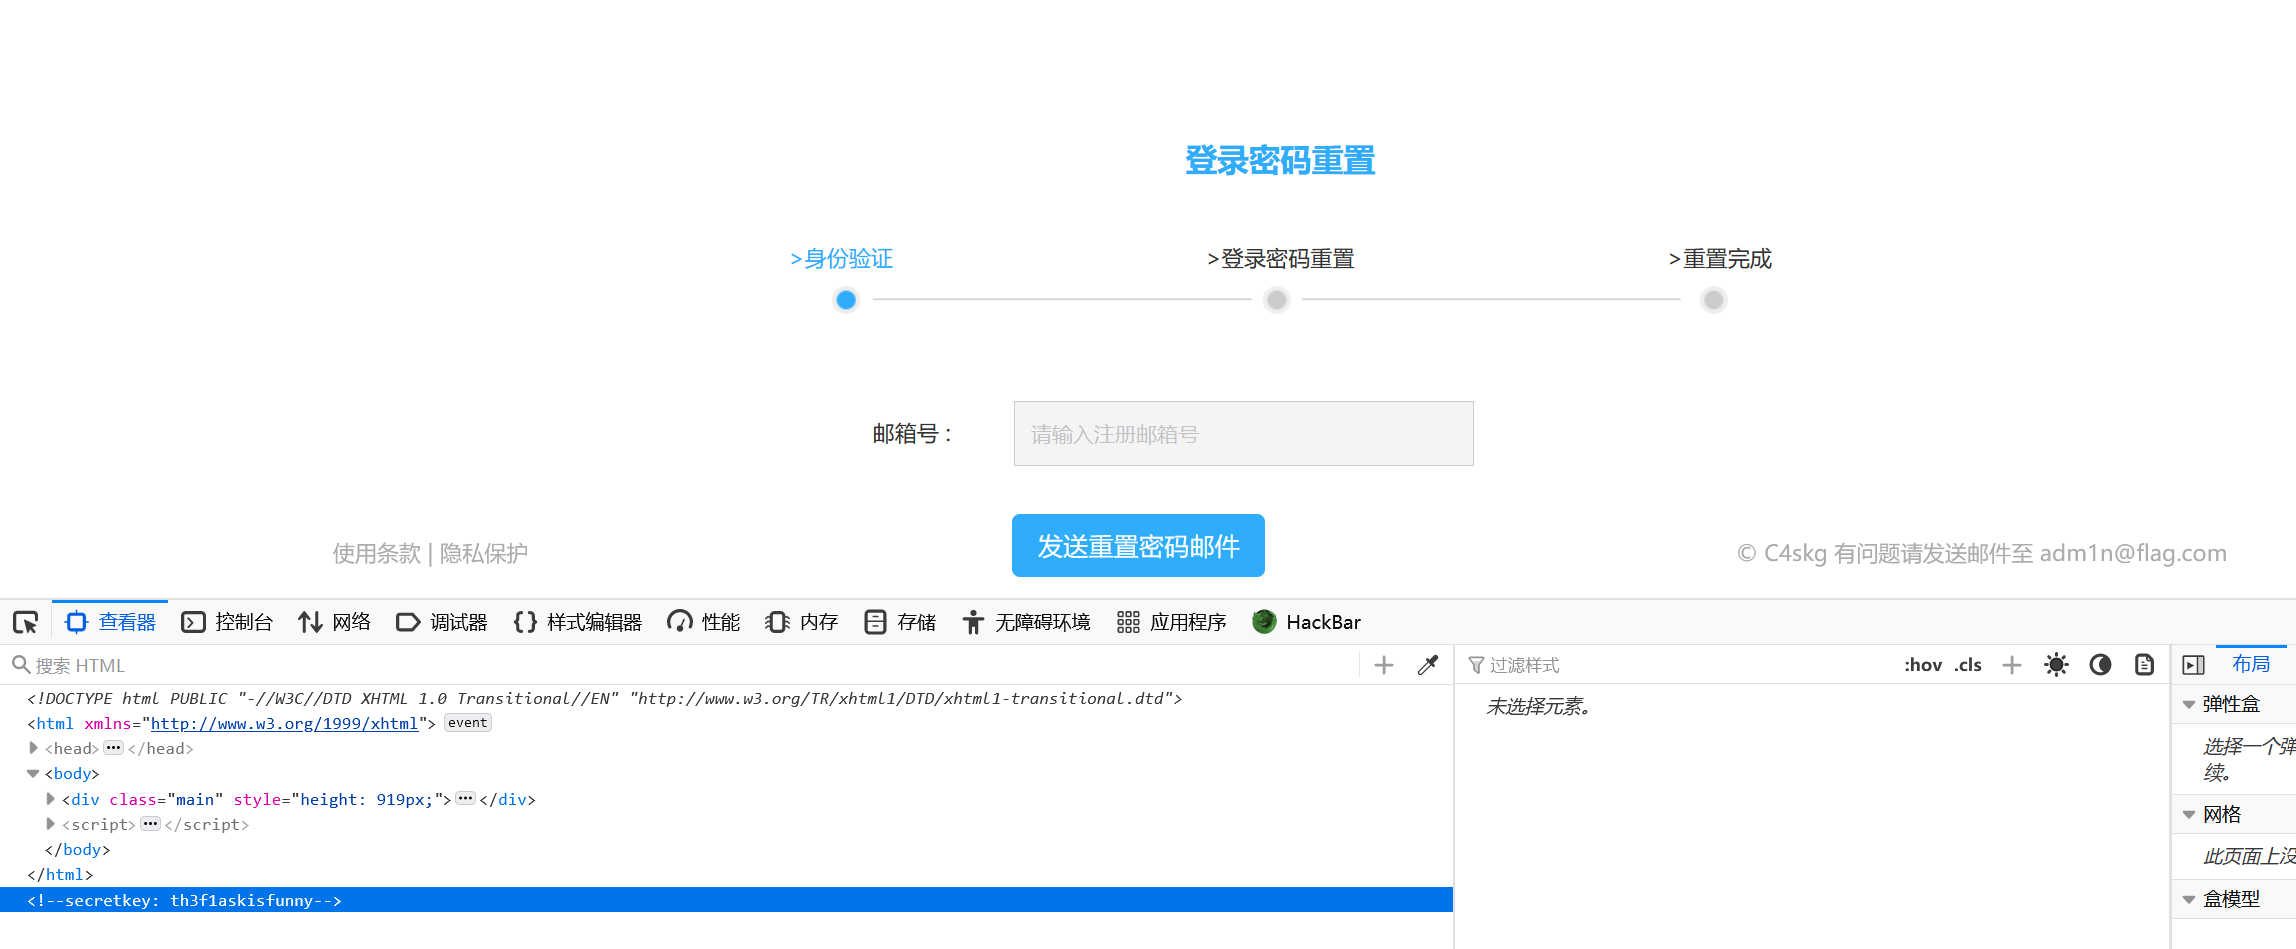 登录密码重置
>身份验证
>登录密码重置
>重置完成
邮箱号：
请输入注册邮箱号
发送重置密码邮件
使用条款 | 隐私保护
© C4skg 有问题请发送邮件至 adm1n@flag.com
查看器 控制台 网络 调试器 样式编辑器 性能 内存 存储 无障碍环境 应用程序 HackBar
搜索 HTML
过滤样式
:hov .cls
布局
<!DOCTYPE html PUBLIC "-//W3C//DTD XHTML 1.0 Transitional//EN" "http://www.w3.org/TR/xhtml1/DTD/xhtml1-transitional.dtd">
<html xmlns="http://www.w3.org/1999/xhtml"> event
<head>•••</head>
<body>
<div class="main" style="height: 919px;">•••</div>
<script>•••</script>
</body>
</html>
<!--secretkey: th3f1askisfunny-->
未选择元素。
弹性盒
选择一个弹
续。
网格
此页面上没
盒模型